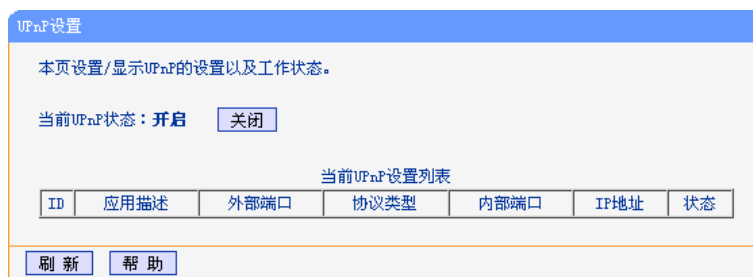 UPnP设置
本页设置/显示UPnP的设置以及工作状态。
当前UPnP状态：开启 关闭
当前UPnP设置列表
ID 应用描述 外部端口 协议类型 内部端口 IP地址 状态
刷 新 帮 助